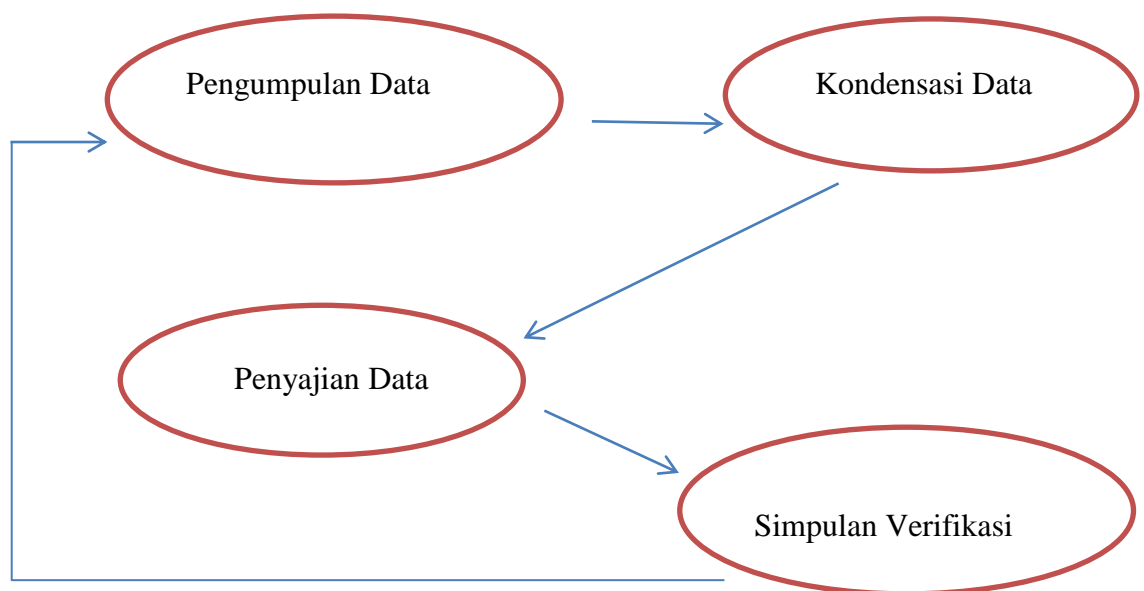 Pengumpulan Data
Kondensasi Data
Penyajian Data
Simpulan Verifikasi